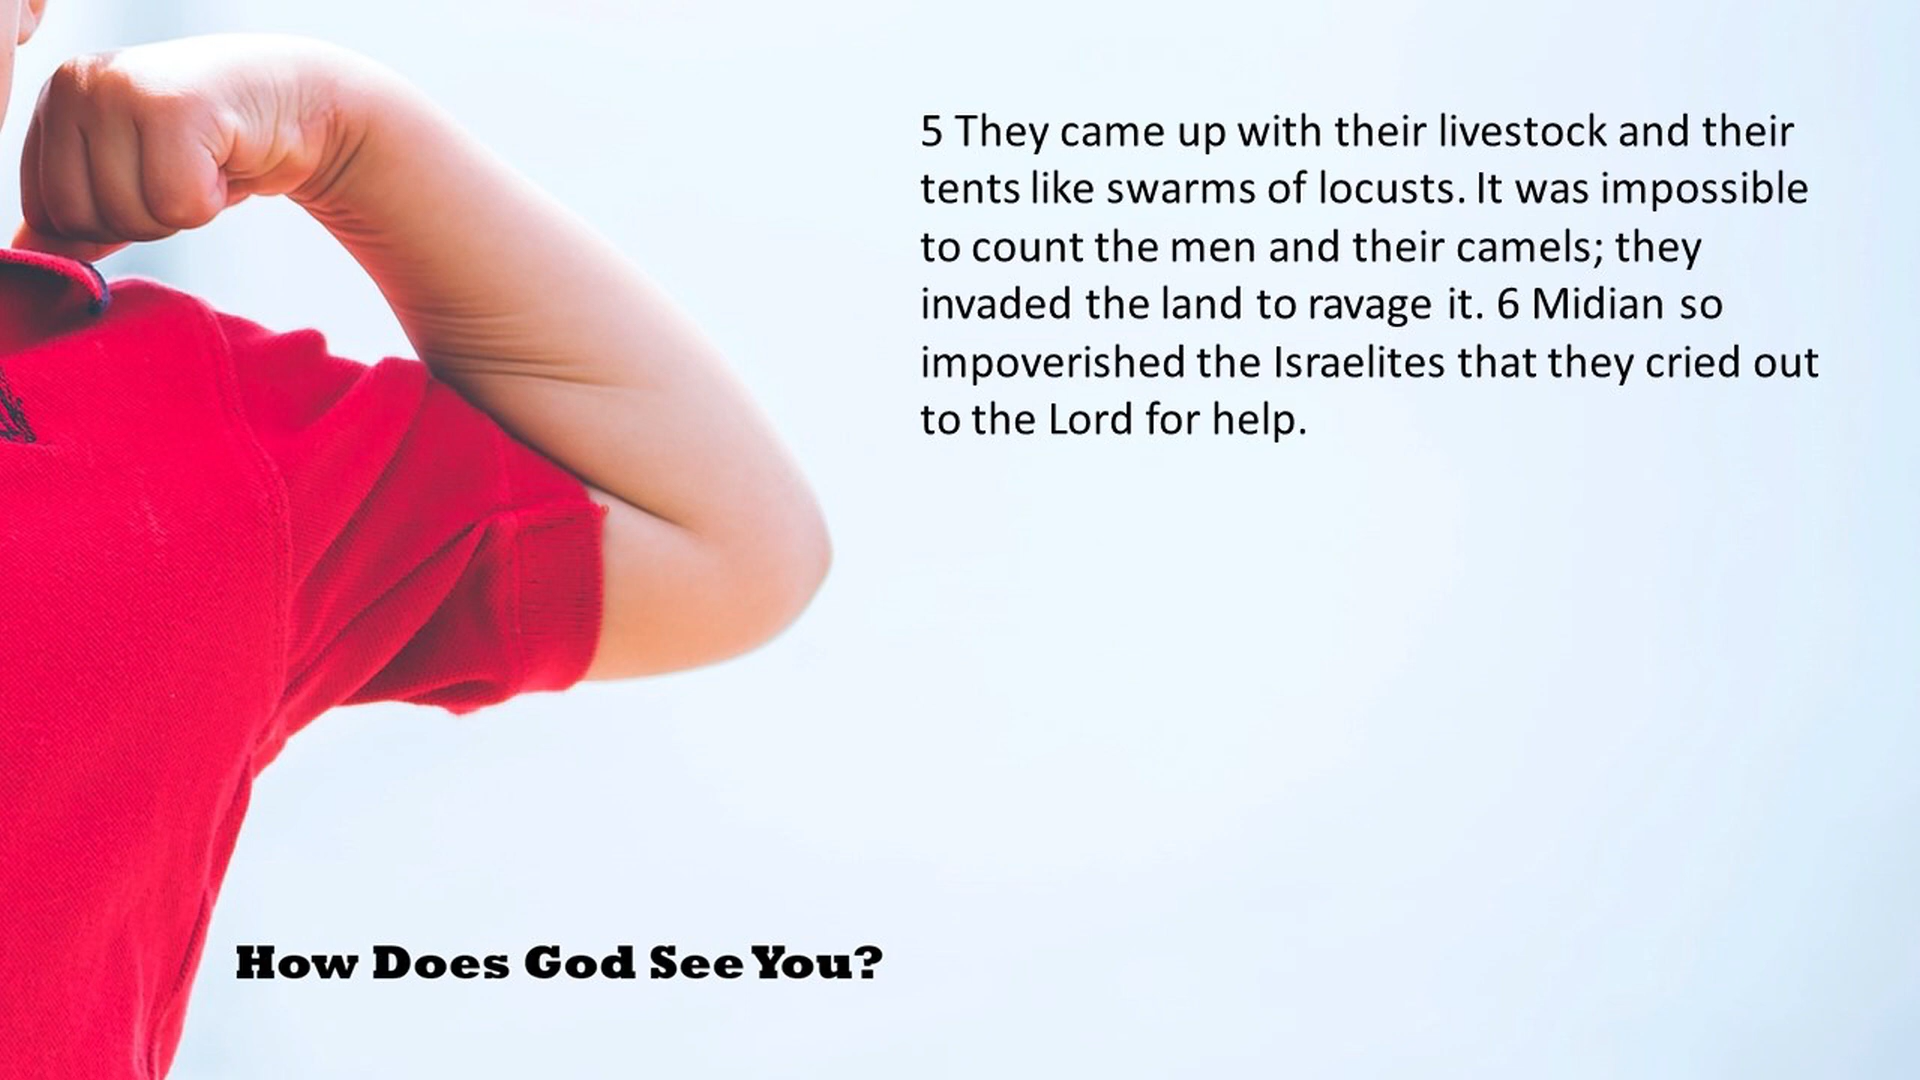 5 They came up with their livestock and their
tents like swarms of locusts. It was impossible
to count the men and their camels; they
invaded the land to ravage it. 6 Midian so
impoverished the Israelites that they cried out
to the Lord for help.
How Does God See You?